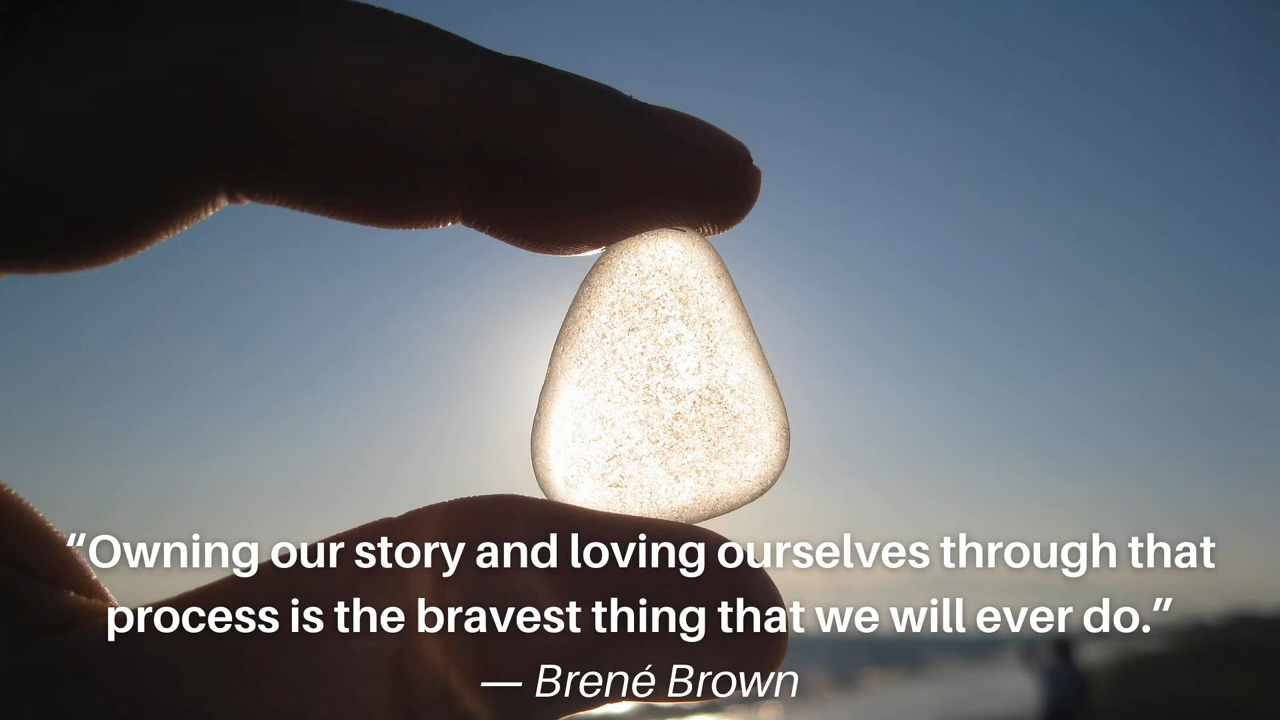 “Owning our story and loving ourselves through that
process is the bravest thing that we will ever do.”
— Brené Brown